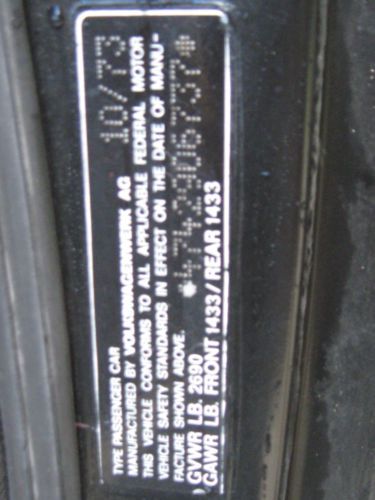 TYPE PASSENGER CAR
MANUFACTURED BY VOLKSWAGENWERK AG 10/73
THIS VEHICLE CONFORMS TO ALL APPLICABLE FEDERAL MOTOR
VEHICLE SAFETY STANDARDS IN EFFECT ON THE DATE OF MANU-
FACTURE SHOWN ABOVE. *4742906737*
GVWR LB. 2690
GAWR LB. FRONT 1433/ REAR 1433